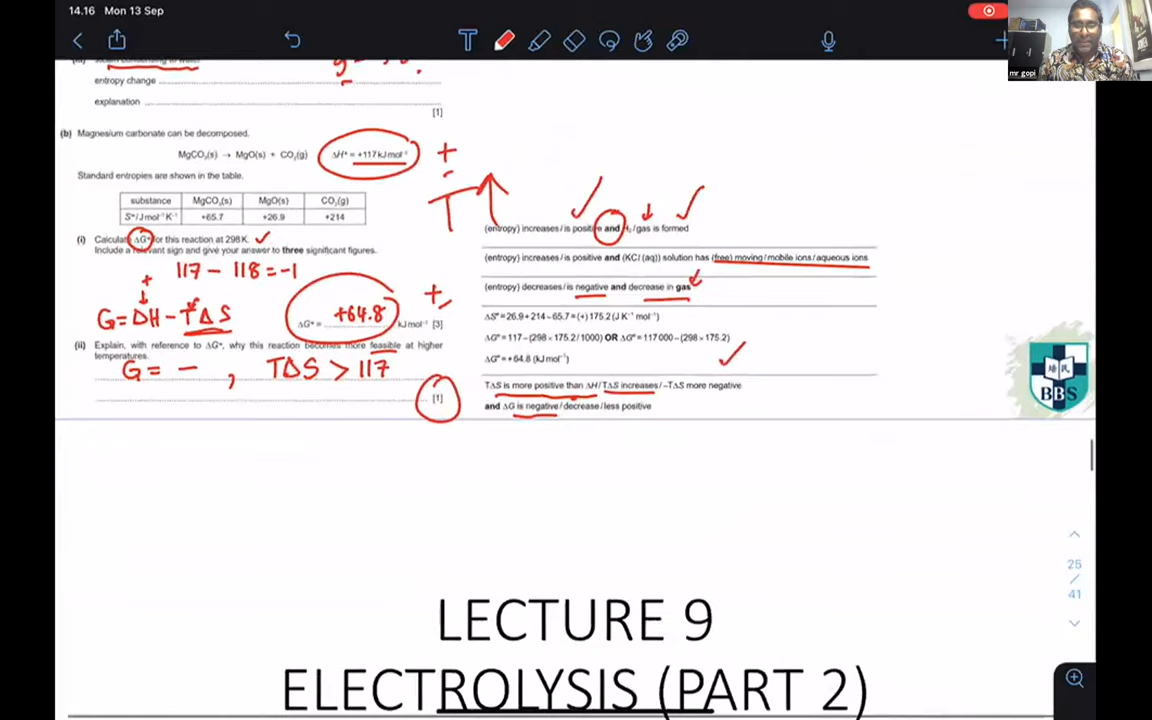 14.16 Mon 13 Sep
mr gopi
entropy change
explanation
[1]
(b) Magnesium carbonate can be decomposed.
MgCO₃(s) → MgO(s) + CO₂(g) ΔH° = +117 kJ mol⁻¹
+
Standard entropies are shown in the table.
substance MgCO₃(s) MgO(s) CO₂(g)
S°/J mol⁻¹ K⁻¹ +65.7 +26.9 +214
T ↑
(i) Calculate ΔG° for this reaction at 298 K.
Include a relevant sign and give your answer to three significant figures.
117 – 118 = -1
+
G = ΔH – TΔS
ΔG° = +64.8 kJ mol⁻¹ [3]
+
(ii) Explain, with reference to ΔG°, why this reaction becomes more feasible at higher
temperatures.
G = – , TΔS > 117
[1]
(entropy) increases/is positive and H₂/gas is formed
(entropy) increases/is positive and (KCl (aq)) solution has (free) moving/mobile ions/aqueous ions
(entropy) decreases/is negative and decrease in gas
ΔS° = 26.9 + 214 – 65.7 = (+) 175.2 (J K⁻¹ mol⁻¹)
ΔG° = 117 – (298 × 175.2/1000) OR ΔG° = 117 000 – (298 × 175.2)
ΔG° = +64.8 (kJ mol⁻¹)
TΔS is more positive than ΔH/TΔS increases/–TΔS more negative
and ΔG is negative/decrease/less positive
BBS
25
/
41
LECTURE 9
ELECTROLYSIS (PART 2)